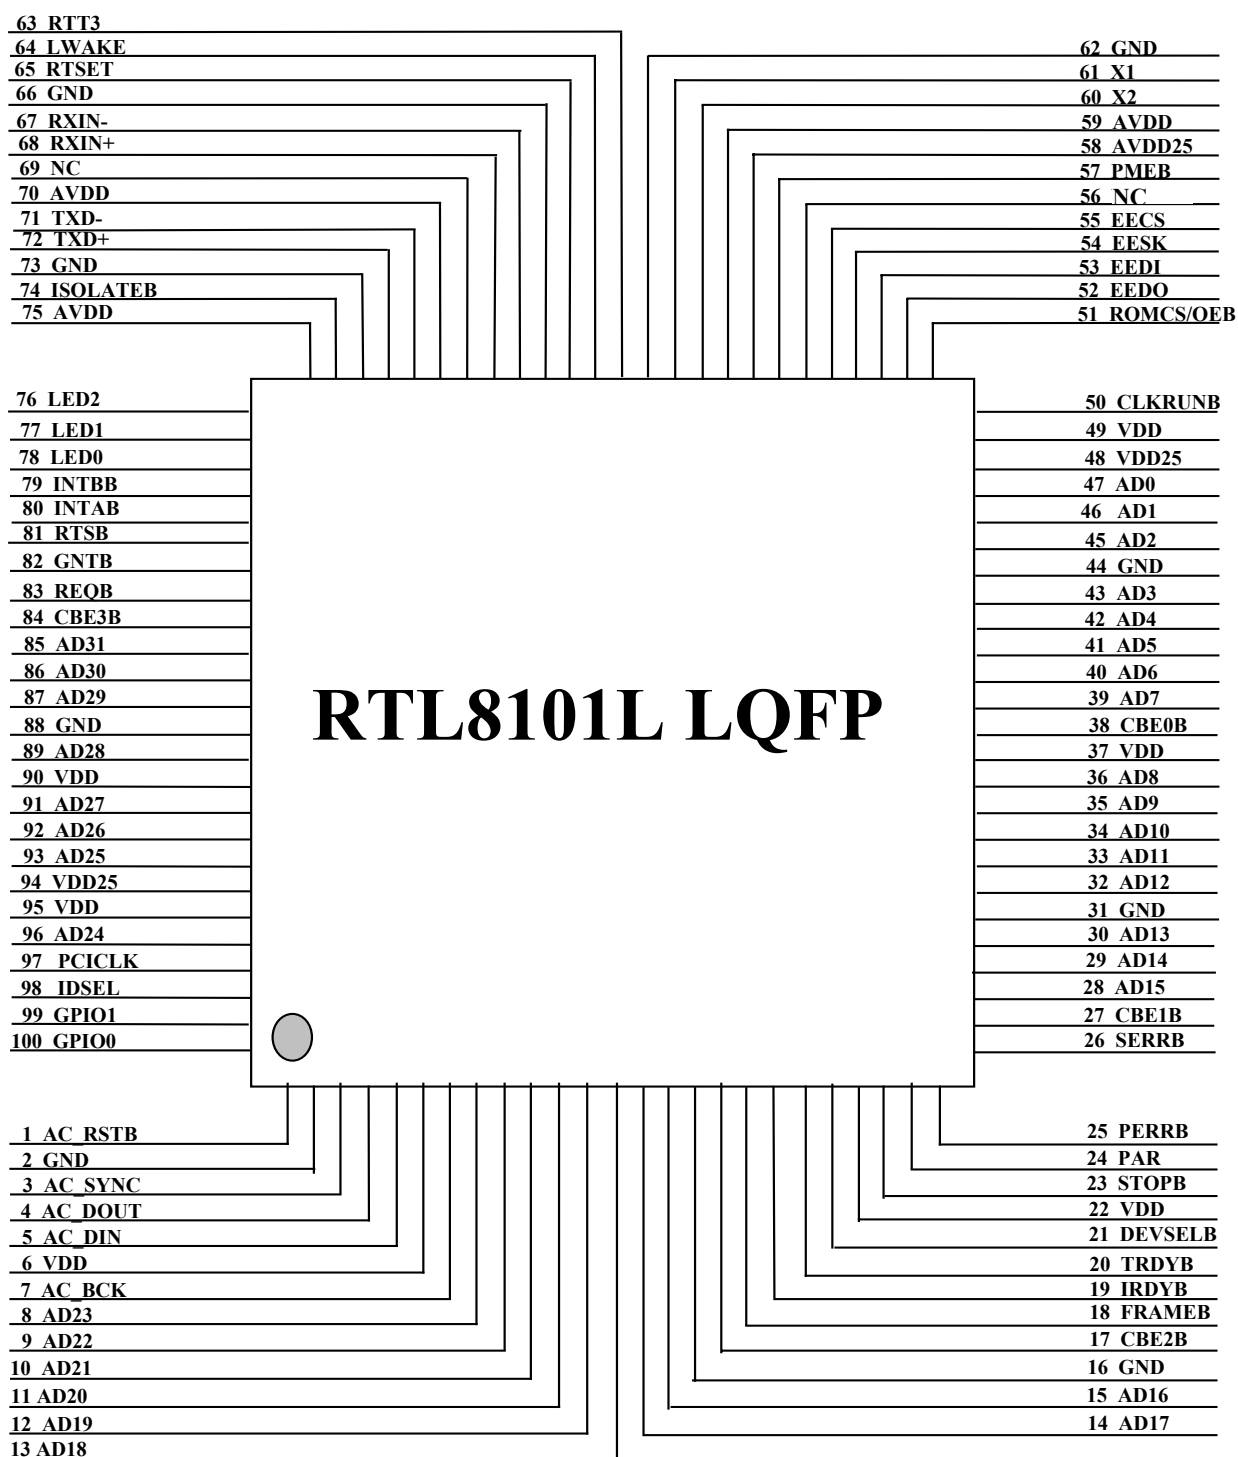 63 RTT3
64 LWAKE
65 RTSET
66 GND
67 RXIN-
68 RXIN+
69 NC
70 AVDD
71 TXD-
72 TXD+
73 GND
74 ISOLATEB
75 AVDD
62 GND
61 X1
60 X2
59 AVDD
58 AVDD25
57 PMEB
56 NC
55 EECS
54 EESK
53 EEDI
52 EEDO
51 ROMCS/OEB
76 LED2
77 LED1
78 LED0
79 INTBB
80 INTAB
81 RTSB
82 GNTB
83 REQB
84 CBE3B
85 AD31
86 AD30
87 AD29
88 GND
89 AD28
90 VDD
91 AD27
92 AD26
93 AD25
94 VDD25
95 VDD
96 AD24
97 PCICLK
98 IDSEL
99 GPIO1
100 GPIO0
RTL8101L LQFP
50 CLKRUNB
49 VDD
48 VDD25
47 AD0
46 AD1
45 AD2
44 GND
43 AD3
42 AD4
41 AD5
40 AD6
39 AD7
38 CBE0B
37 VDD
36 AD8
35 AD9
34 AD10
33 AD11
32 AD12
31 GND
30 AD13
29 AD14
28 AD15
27 CBE1B
26 SERRB
1 AC_RSTB
2 GND
3 AC_SYNC
4 AC_DOUT
5 AC_DIN
6 VDD
7 AC_BCK
8 AD23
9 AD22
10 AD21
11 AD20
12 AD19
13 AD18
25 PERRB
24 PAR
23 STOPB
22 VDD
21 DEVSELB
20 TRDYB
19 IRDYB
18 FRAMEB
17 CBE2B
16 GND
15 AD16
14 AD17